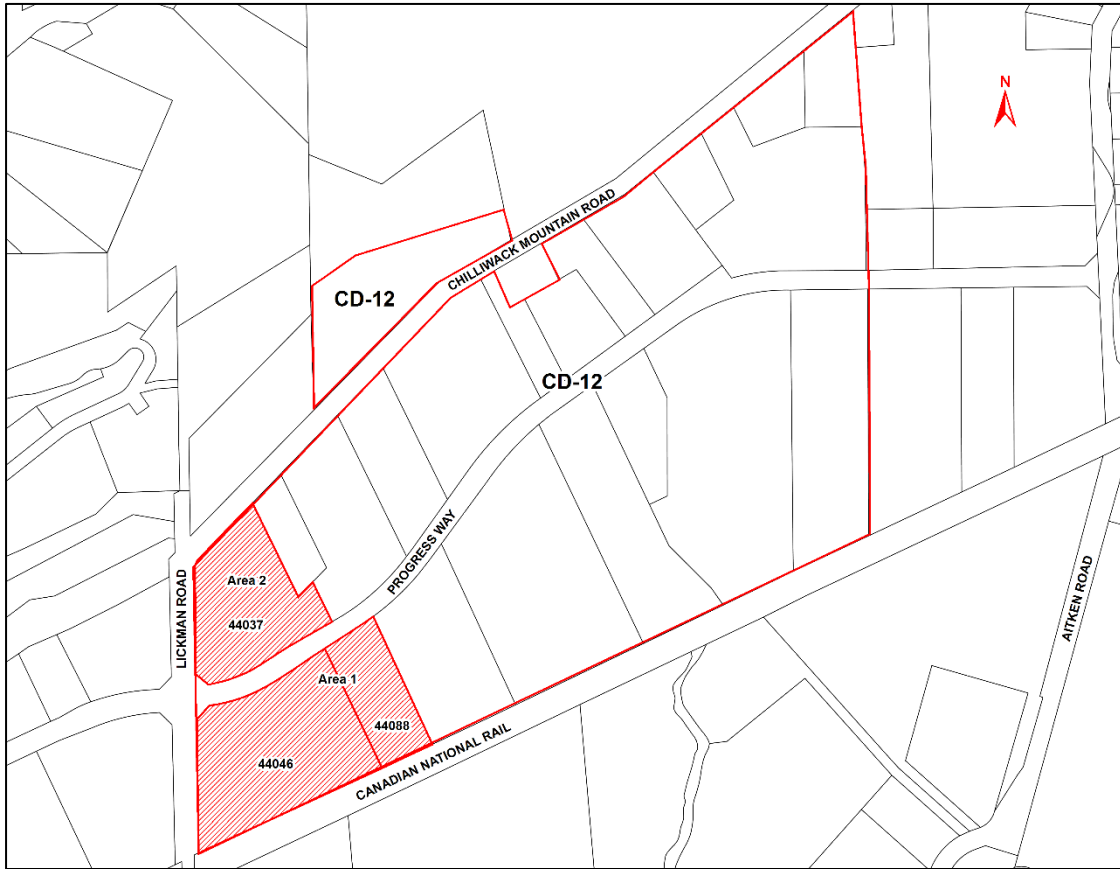 N
CHILLIWACK MOUNTAIN ROAD
CD-12
CD-12
PROGRESS WAY
Area 2
44037
LICKMAN ROAD
AITKEN ROAD
Area 1
44088
44046
CANADIAN NATIONAL RAIL